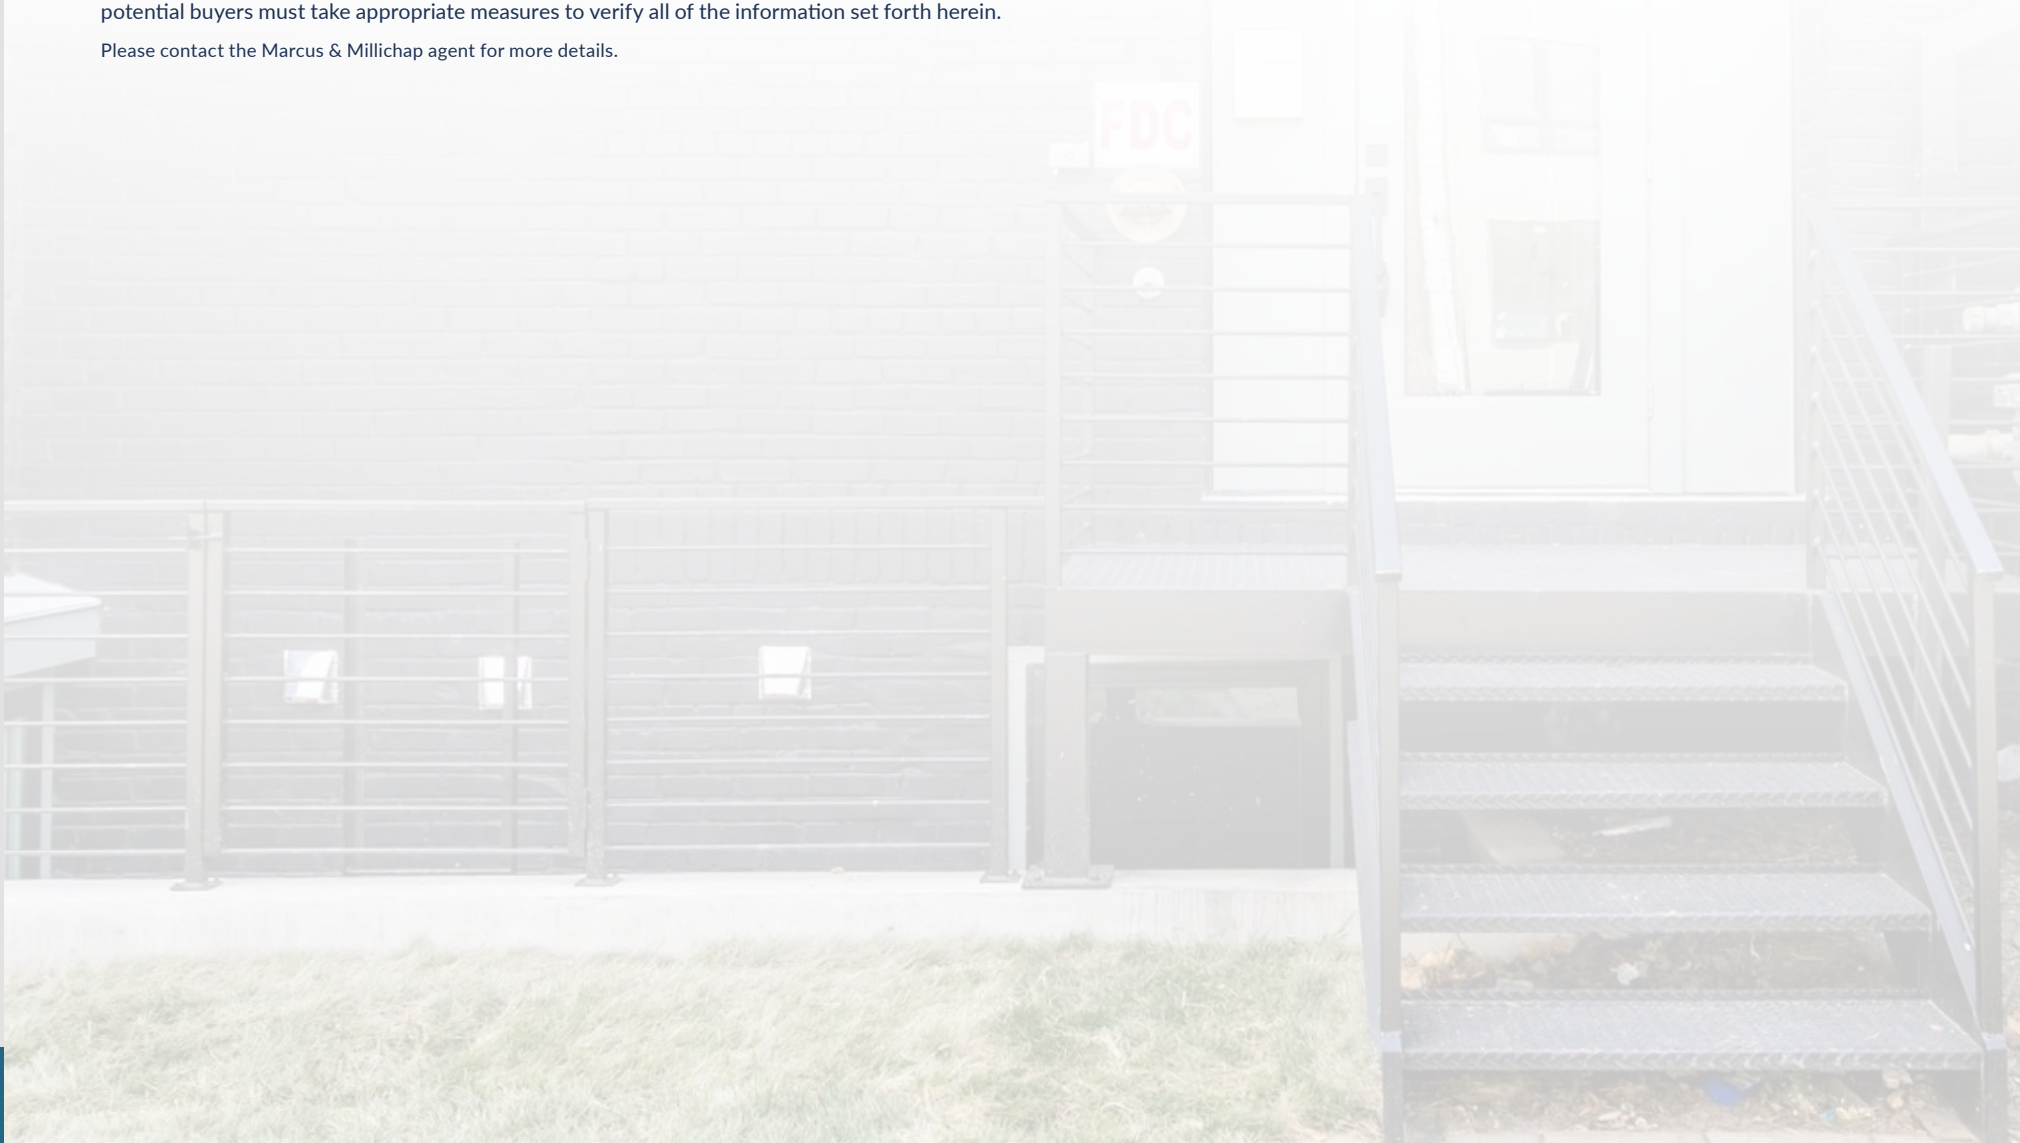 potential buyers must take appropriate measures to verify all of the information set forth herein.
Please contact the Marcus & Millichap agent for more details.
FDC